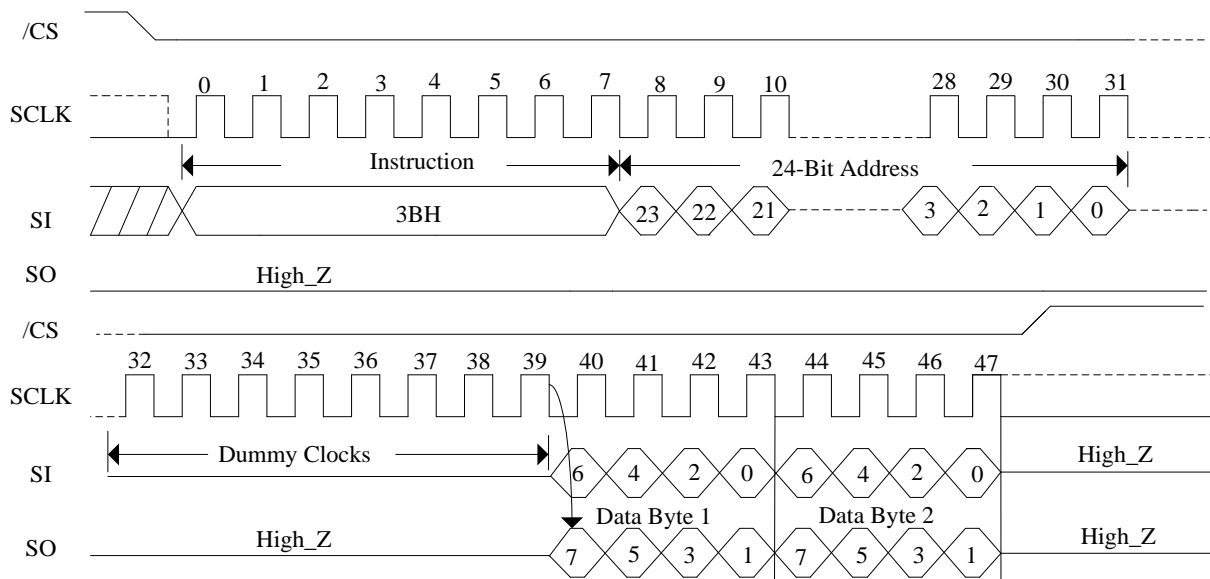 /CS
0 1 2 3 4 5 6 7 8 9 10 28 29 30 31
SCLK
Instruction 24-Bit Address
SI 3BH 23 22 21 3 2 1 0
SO High_Z
/CS
32 33 34 35 36 37 38 39 40 41 42 43 44 45 46 47
SCLK
Dummy Clocks
SI 6 4 2 0 6 4 2 0 High_Z
Data Byte 1 Data Byte 2
SO High_Z 7 5 3 1 7 5 3 1 High_Z